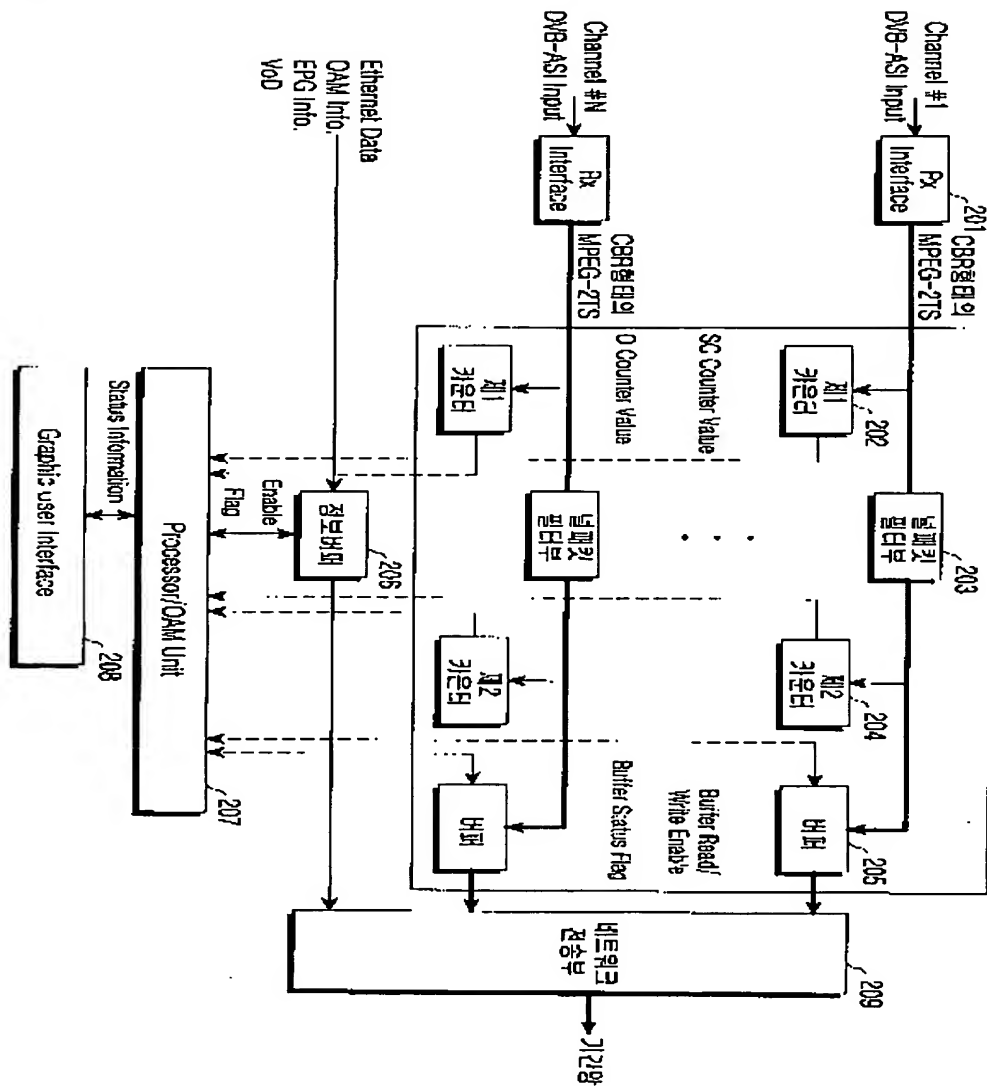 Channel #1
DVB-ASI Input
Px
Interface
201
CBR형태의
MPEG-2TS
제1
카운터
202
SC Counter Value
널패킷
필터부
203
제2
카운터
204
버퍼
205
Buffer Read/
Write Enable
네트워크
전송부
209
기간망
Channel #N
DVB-ASI Input
Rx
Interface
CBR형태의
MPEG-2TS
O Counter Value
제1
카운터
널패킷
필터부
제2
카운터
Buffer Status Flag
버퍼
Ethernet Data
OAM Info.
EPG Info.
VoD
정보버퍼
206
Enable
Flag
Processor/OAM Unit
207
Status Information
Graphic user Interface
208